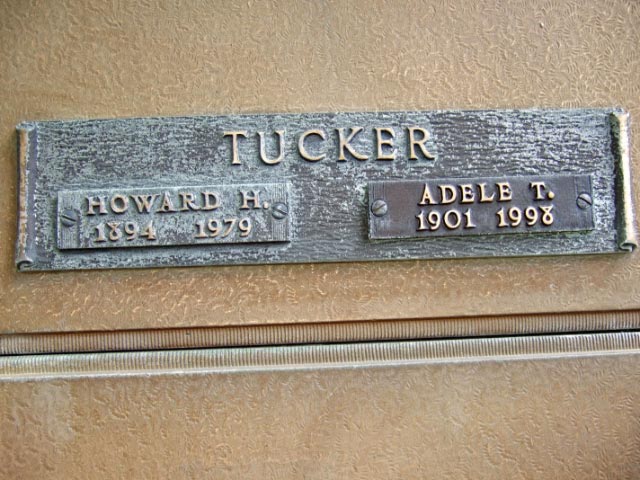 TUCKER
HOWARD H.
1894 1979
ADELE T.
1901 1998